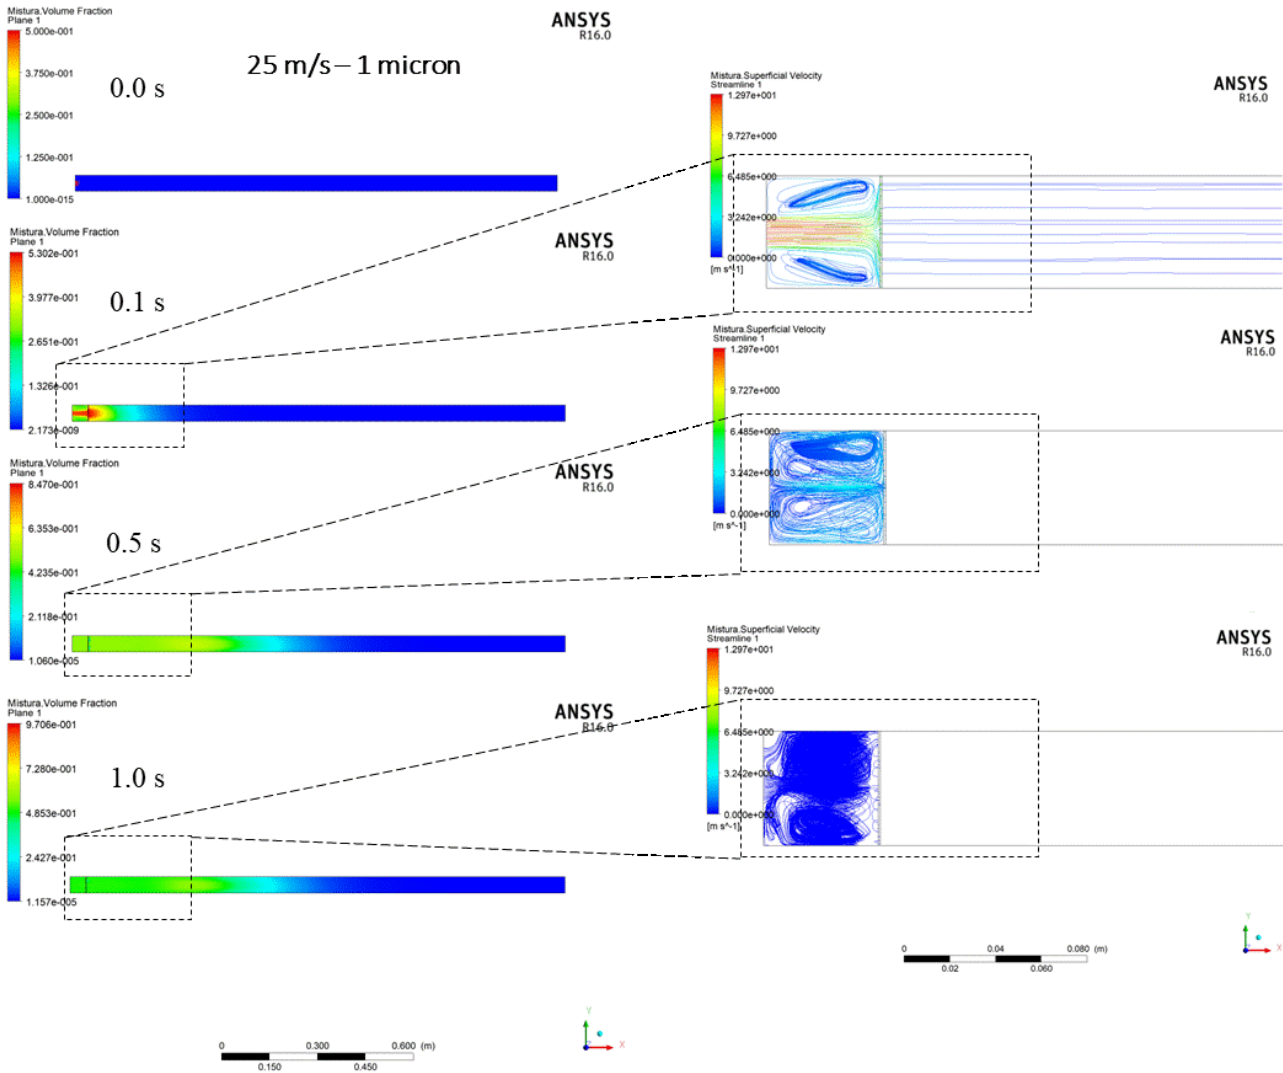 Mistura.Volume Fraction
Plane 1
5.000e-001
3.750e-001
2.500e-001
1.250e-001
1.000e-015
0.0 s
25 m/s – 1 micron
ANSYS
R16.0
Mistura.Volume Fraction
Plane 1
5.302e-001
3.977e-001
2.651e-001
1.326e-001
2.173e-009
0.1 s
ANSYS
R16.0
Mistura.Volume Fraction
Plane 1
8.470e-001
6.353e-001
4.235e-001
2.118e-001
1.060e-005
0.5 s
ANSYS
R16.0
Mistura.Volume Fraction
Plane 1
9.706e-001
7.280e-001
4.853e-001
2.427e-001
1.157e-005
1.0 s
ANSYS
R16.0
0 0.300 0.600 (m)
0.150 0.450
Y
X
Mistura.Superficial Velocity
Streamline 1
1.297e+001
9.727e+000
6.485e+000
3.242e+000
0.000e+000
[m s^-1]
ANSYS
R16.0
Mistura.Superficial Velocity
Streamline 1
1.297e+001
9.727e+000
6.485e+000
3.242e+000
0.000e+000
[m s^-1]
ANSYS
R16.0
Mistura.Superficial Velocity
Streamline 1
1.297e+001
9.727e+000
6.485e+000
3.242e+000
0.000e+000
[m s^-1]
ANSYS
R16.0
0 0.04 0.080 (m)
0.02 0.060
Y
X